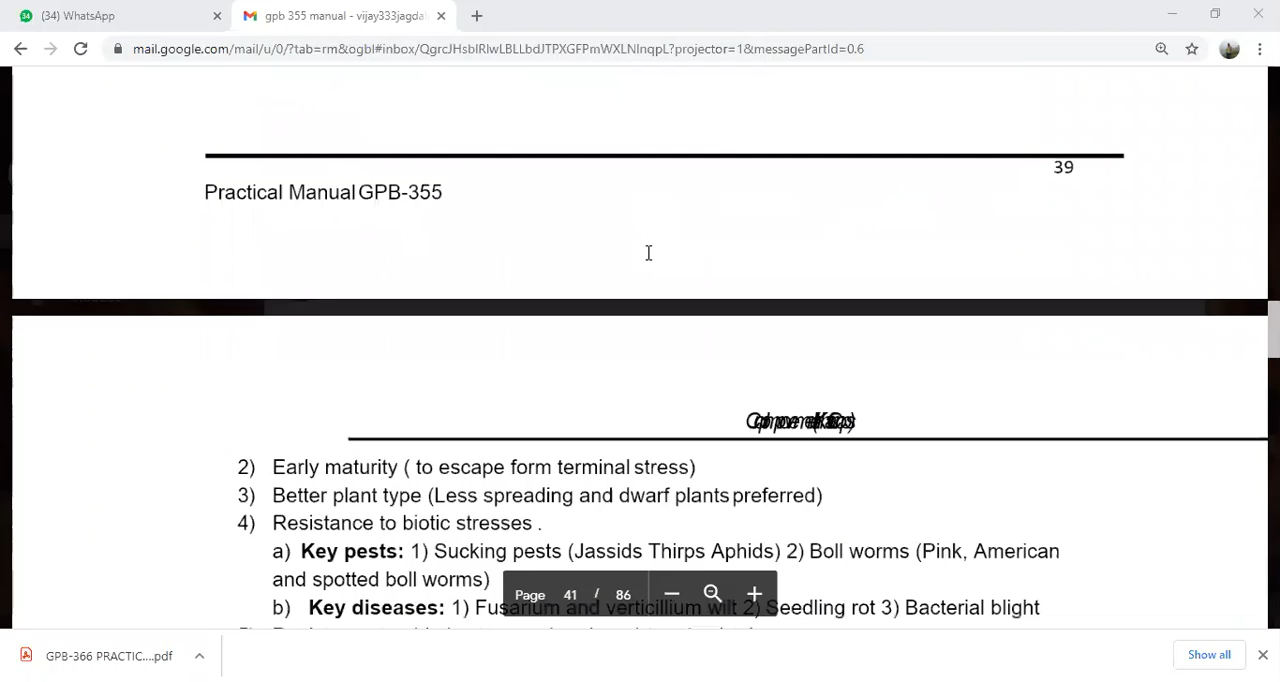 (34) WhatsApp
gpb 355 manual - vijay333jagda
mail.google.com/mail/u/0/?tab=rm&ogbl#inbox/QgrcJHsblRlwLBLLbdJTPXGFPmWXLNlnqpL?projector=1&messagePartId=0.6
39
Practical Manual GPB-355
2) Early maturity ( to escape form terminal stress)
3) Better plant type (Less spreading and dwarf plants preferred)
4) Resistance to biotic stresses .
a) Key pests: 1) Sucking pests (Jassids Thirps Aphids) 2) Boll worms (Pink, American
and spotted boll worms)
Page 41 / 86
b) Key diseases: 1) Fusarium and verticillium wilt 2) Seedling rot 3) Bacterial blight
GPB-366 PRACTIC....pdf
Show all